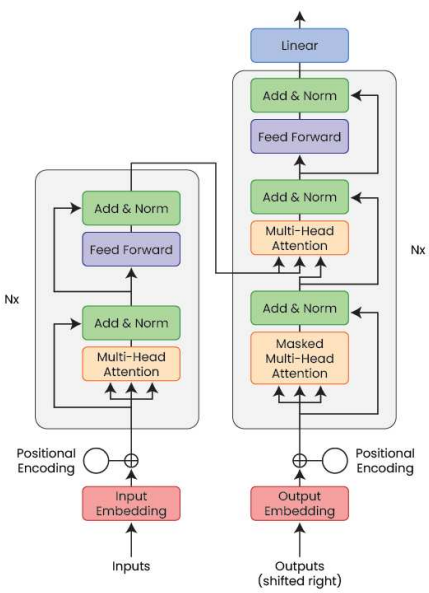 Linear
Add & Norm
Feed Forward
Add & Norm
Multi-Head
Attention
Nx
Add & Norm
Masked
Multi-Head
Attention
Positional
Encoding
Output
Embedding
Outputs
(shifted right)
Add & Norm
Feed Forward
Nx
Add & Norm
Multi-Head
Attention
Positional
Encoding
Input
Embedding
Inputs